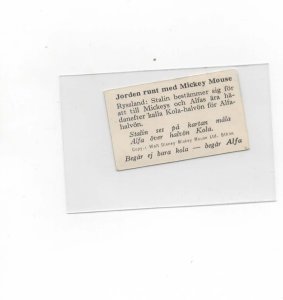 Jorden runt med Mickey Mouse
Ryssland: Stalin bestämmer sig för
att till Mickeys och Alfas ära hä-
danefter kalla Kola-halvön för Alfa-
halvön.
Stalin ses på kartan måla
Alfa över halvön Kola.
Copy.: Walt Disney Mickey Mouse Ltd. Sthlm
Begär ej bara kola — begär Alfa